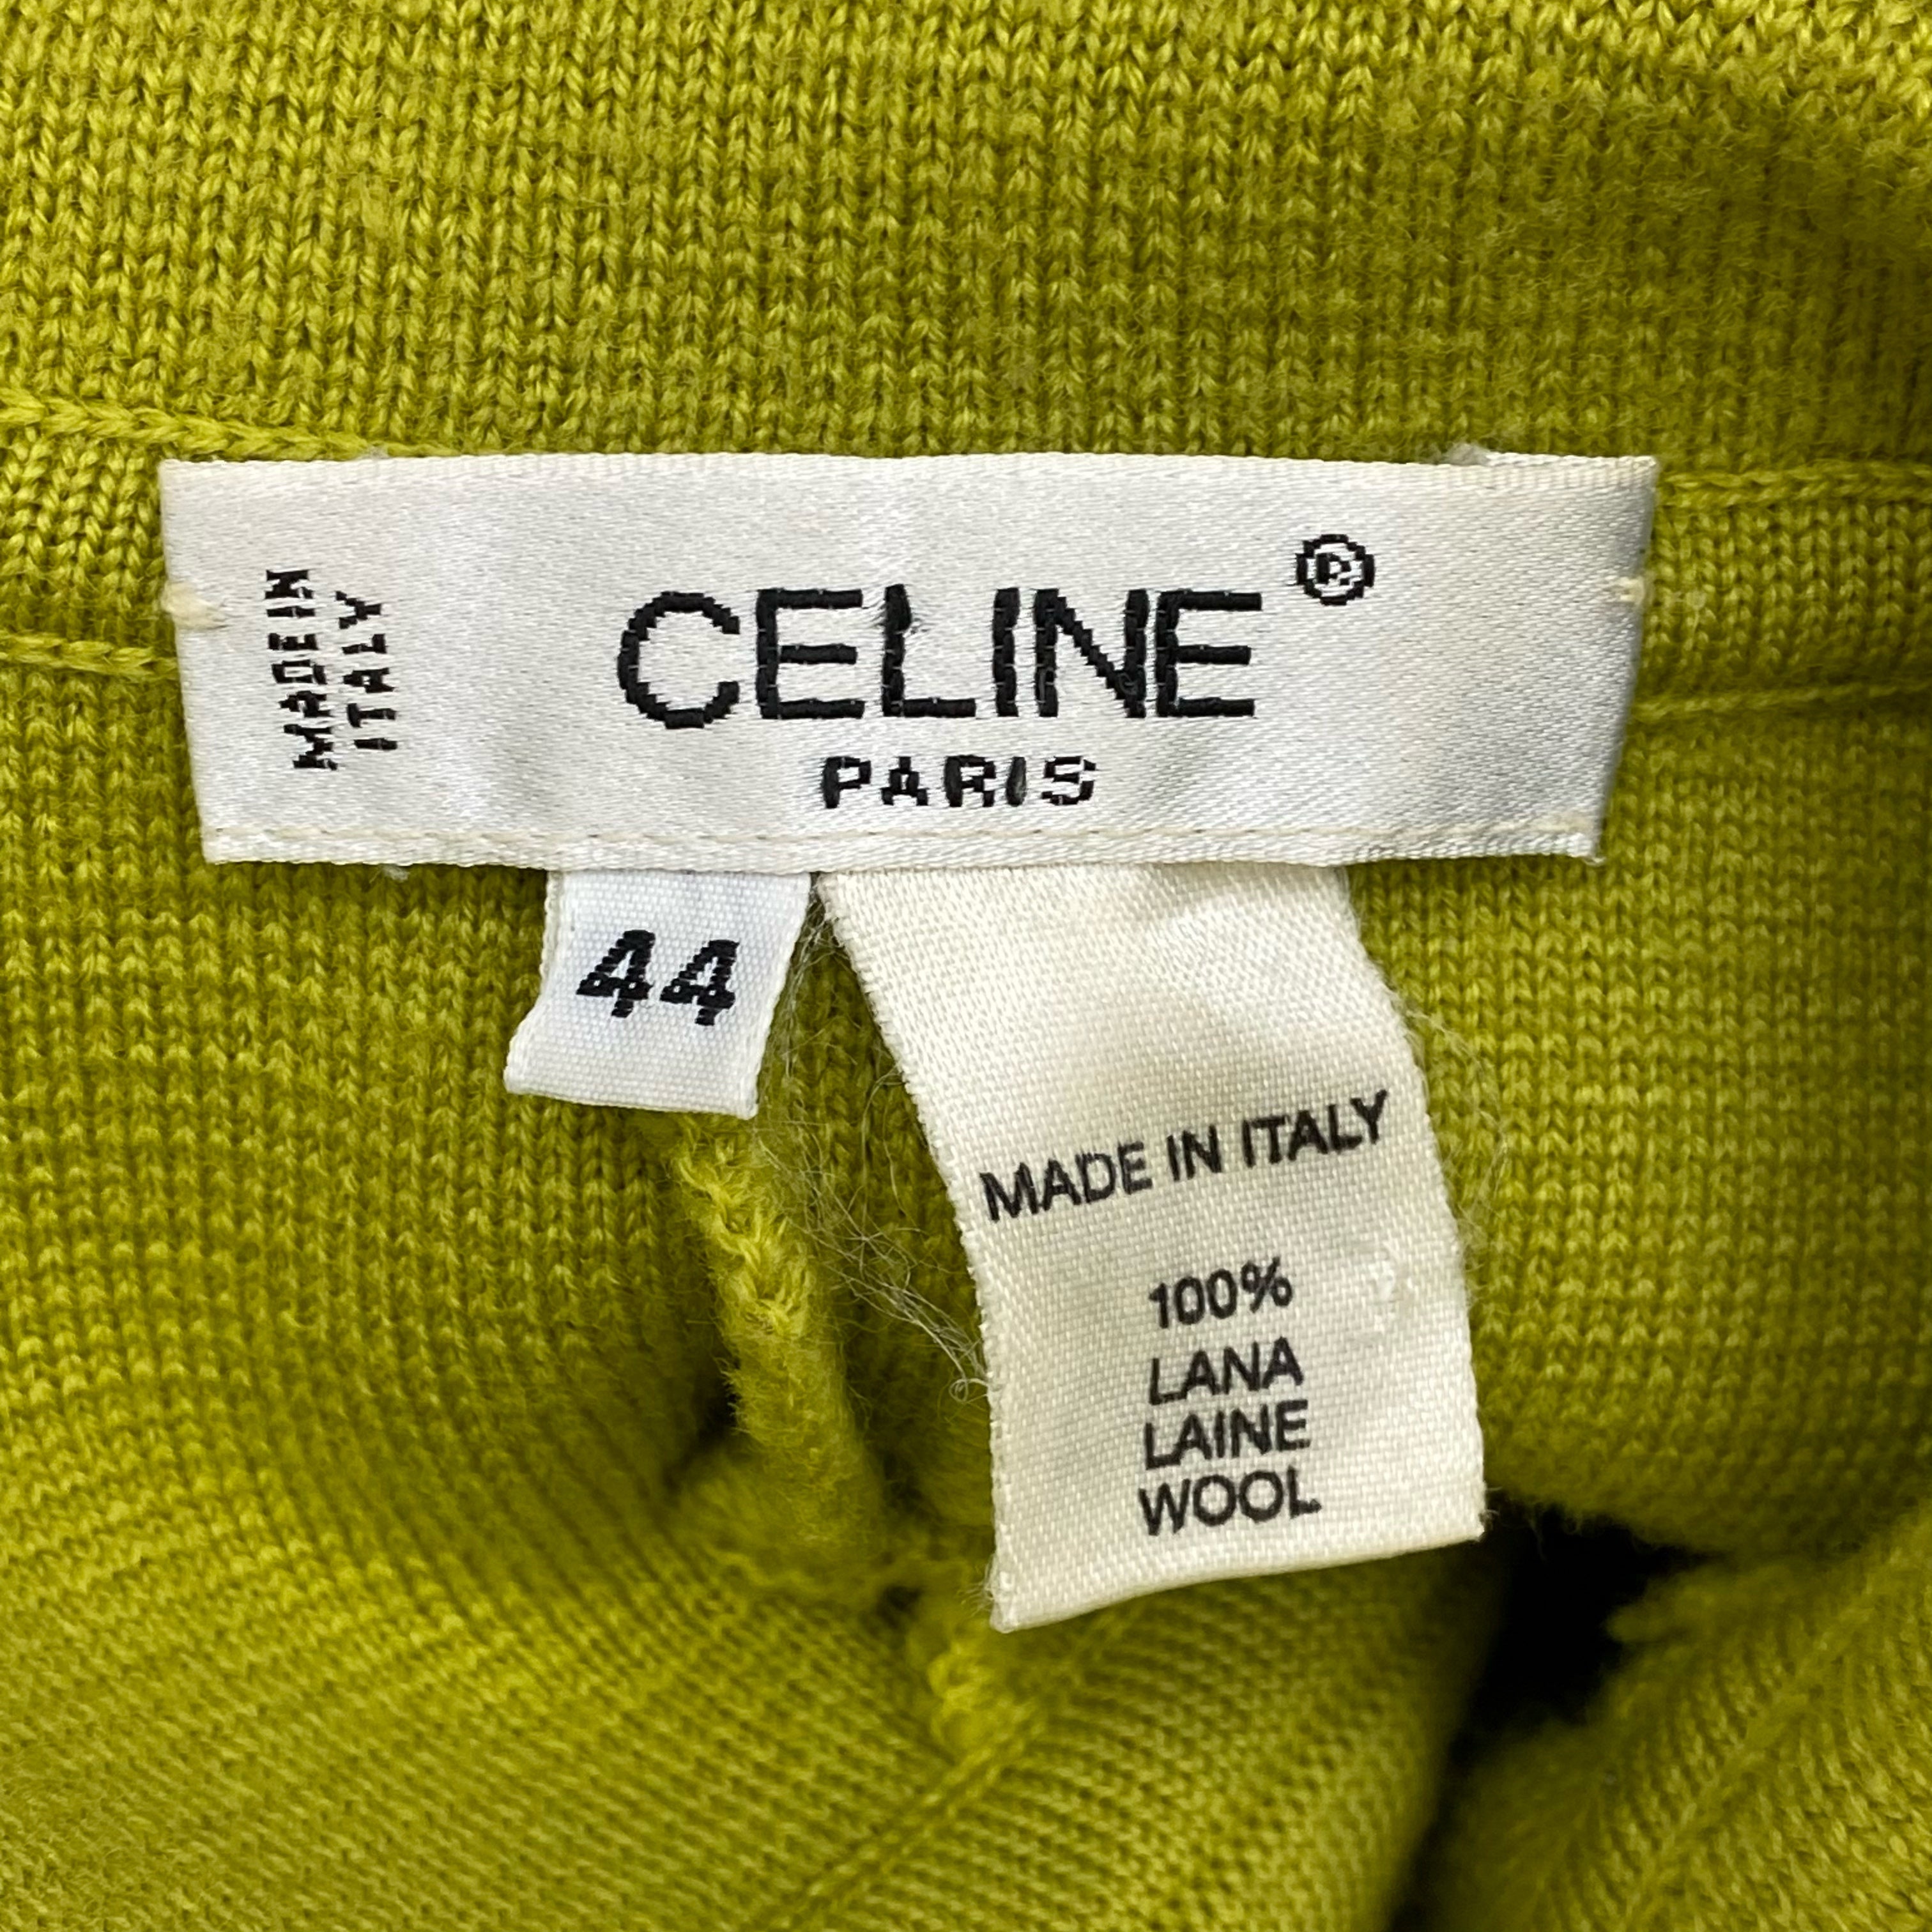 MADE IN
ITALY
CELINE®
PARIS
44
MADE IN ITALY
100%
LANA
LAINE
WOOL